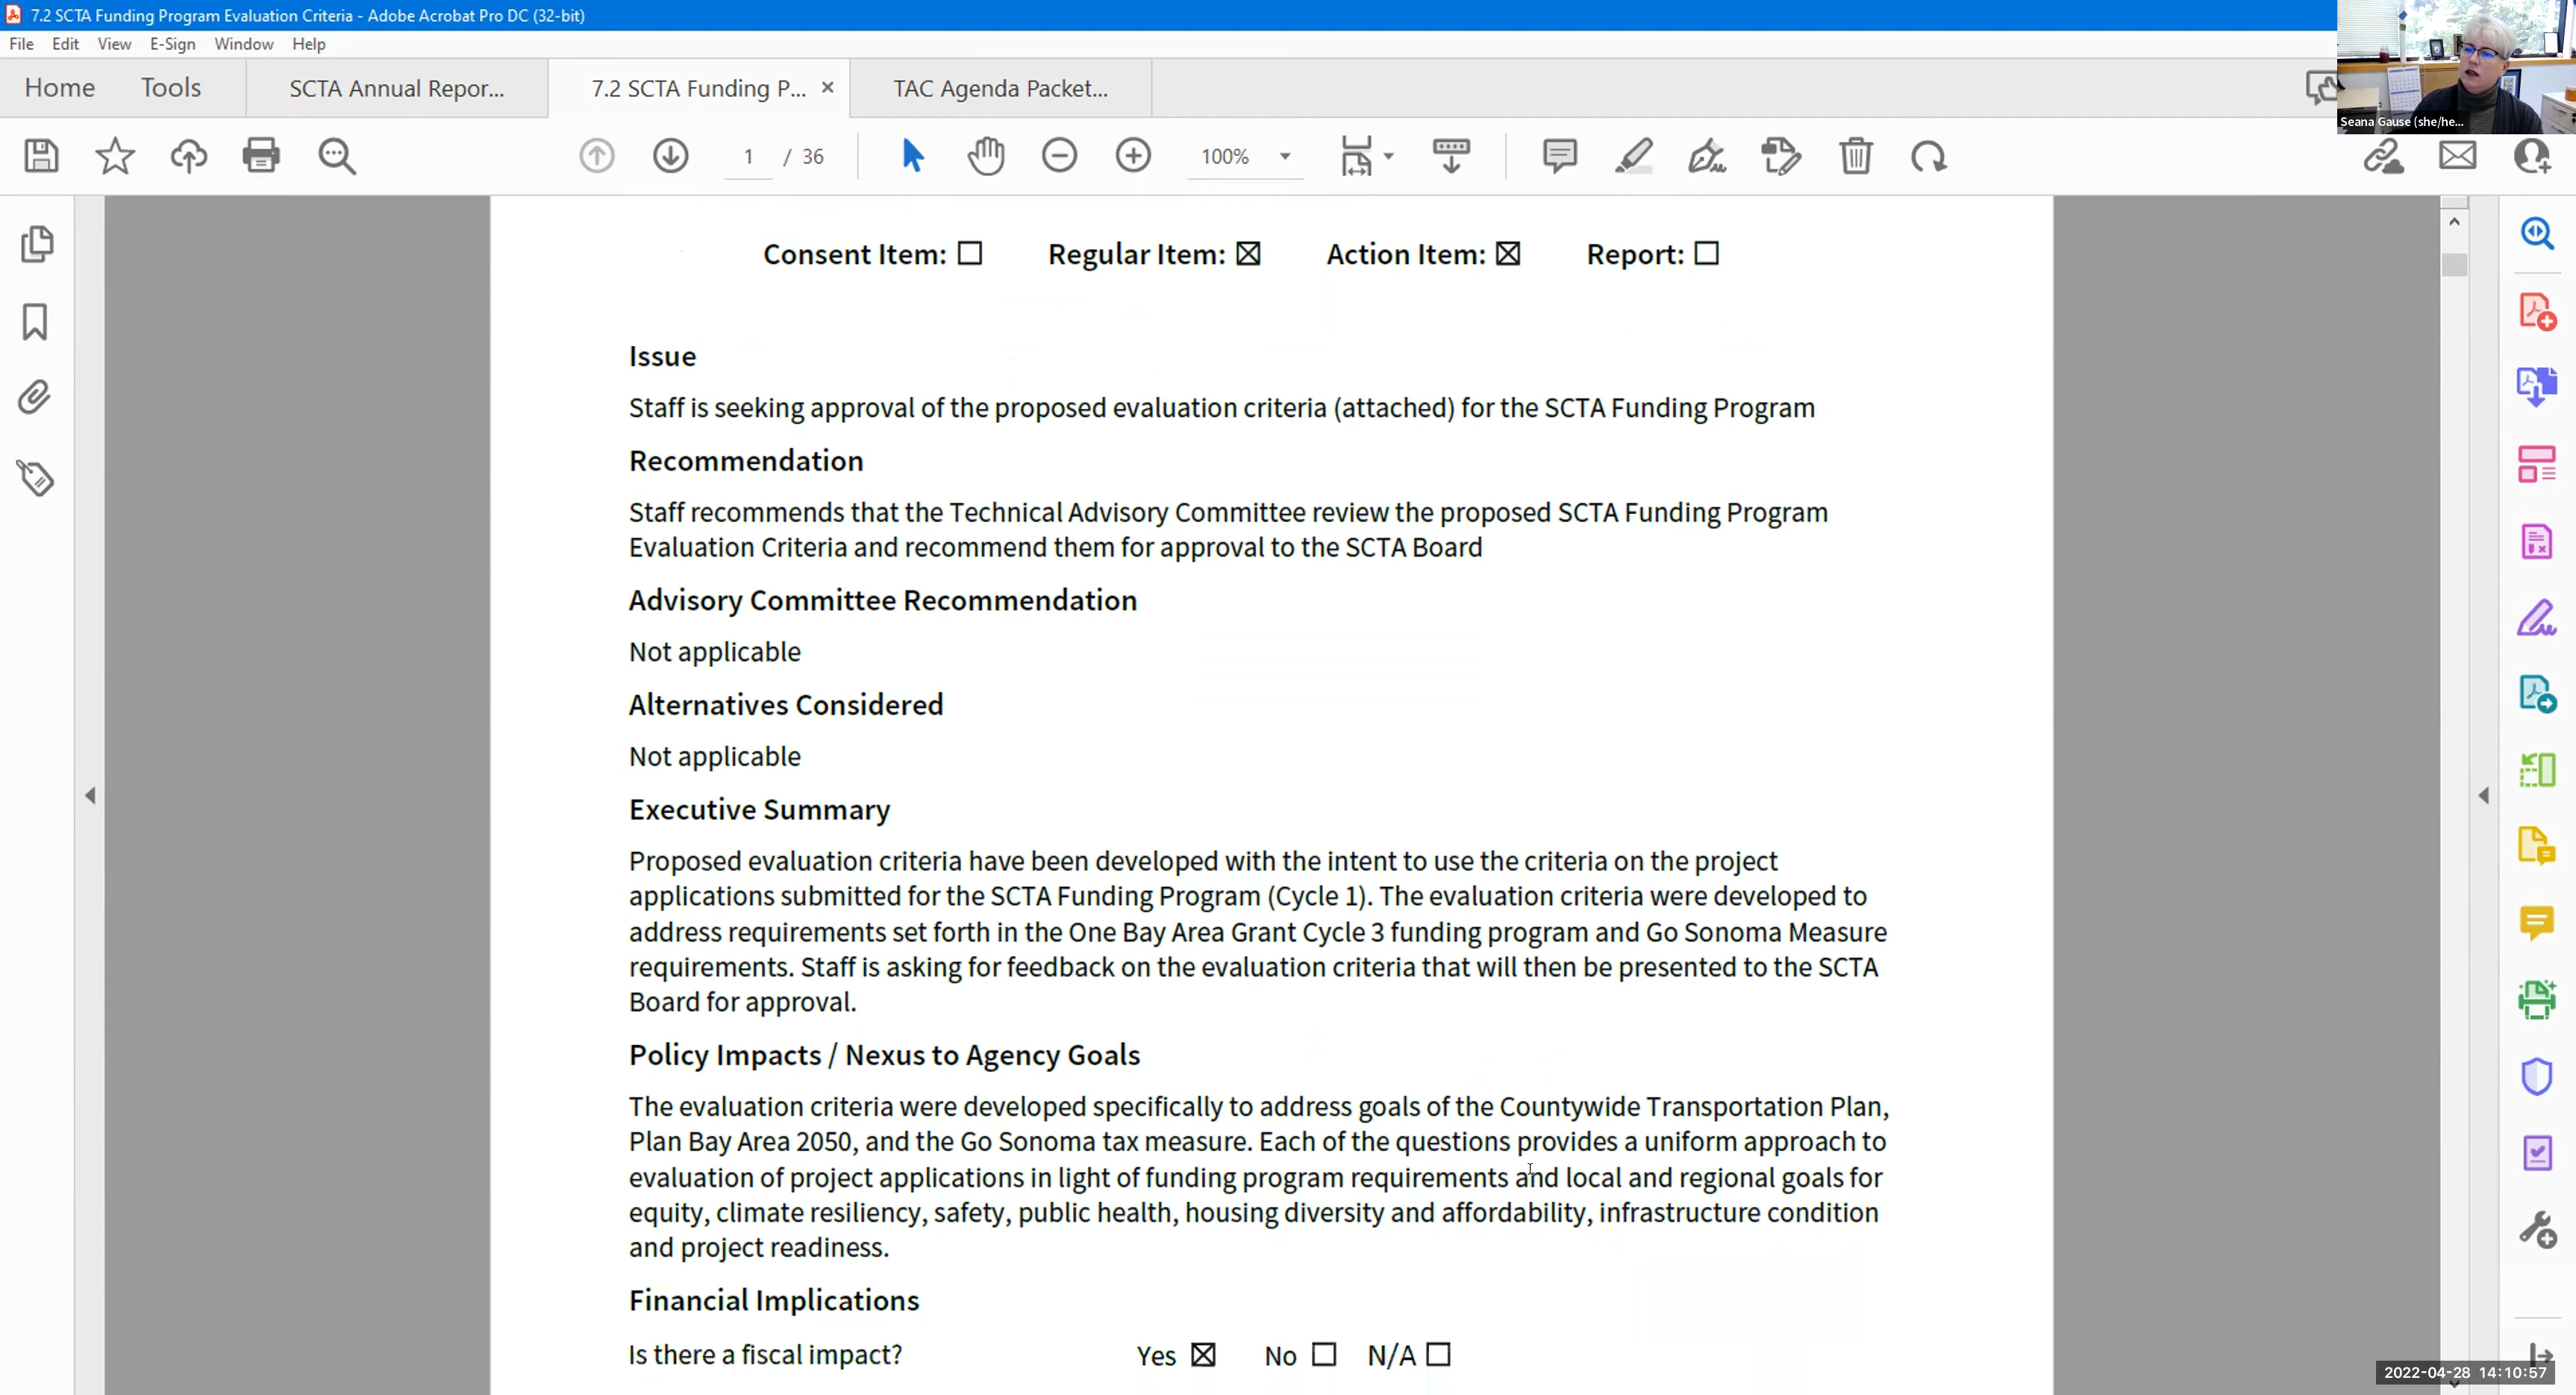 7.2 SCTA Funding Program Evaluation Criteria - Adobe Acrobat Pro DC (32-bit)
File Edit View E-Sign Window Help
Home Tools SCTA Annual Repor... 7.2 SCTA Funding P... × TAC Agenda Packet...
Seana Gause (she/he...
1 / 36 100%
Consent Item: ☐ Regular Item: ☒ Action Item: ☒ Report: ☐
Issue
Staff is seeking approval of the proposed evaluation criteria (attached) for the SCTA Funding Program
Recommendation
Staff recommends that the Technical Advisory Committee review the proposed SCTA Funding Program
Evaluation Criteria and recommend them for approval to the SCTA Board
Advisory Committee Recommendation
Not applicable
Alternatives Considered
Not applicable
Executive Summary
Proposed evaluation criteria have been developed with the intent to use the criteria on the project
applications submitted for the SCTA Funding Program (Cycle 1). The evaluation criteria were developed to
address requirements set forth in the One Bay Area Grant Cycle 3 funding program and Go Sonoma Measure
requirements. Staff is asking for feedback on the evaluation criteria that will then be presented to the SCTA
Board for approval.
Policy Impacts / Nexus to Agency Goals
The evaluation criteria were developed specifically to address goals of the Countywide Transportation Plan,
Plan Bay Area 2050, and the Go Sonoma tax measure. Each of the questions provides a uniform approach to
evaluation of project applications in light of funding program requirements and local and regional goals for
equity, climate resiliency, safety, public health, housing diversity and affordability, infrastructure condition
and project readiness.
Financial Implications
Is there a fiscal impact? Yes ☒ No ☐ N/A ☐
2022-04-28 14:10:57